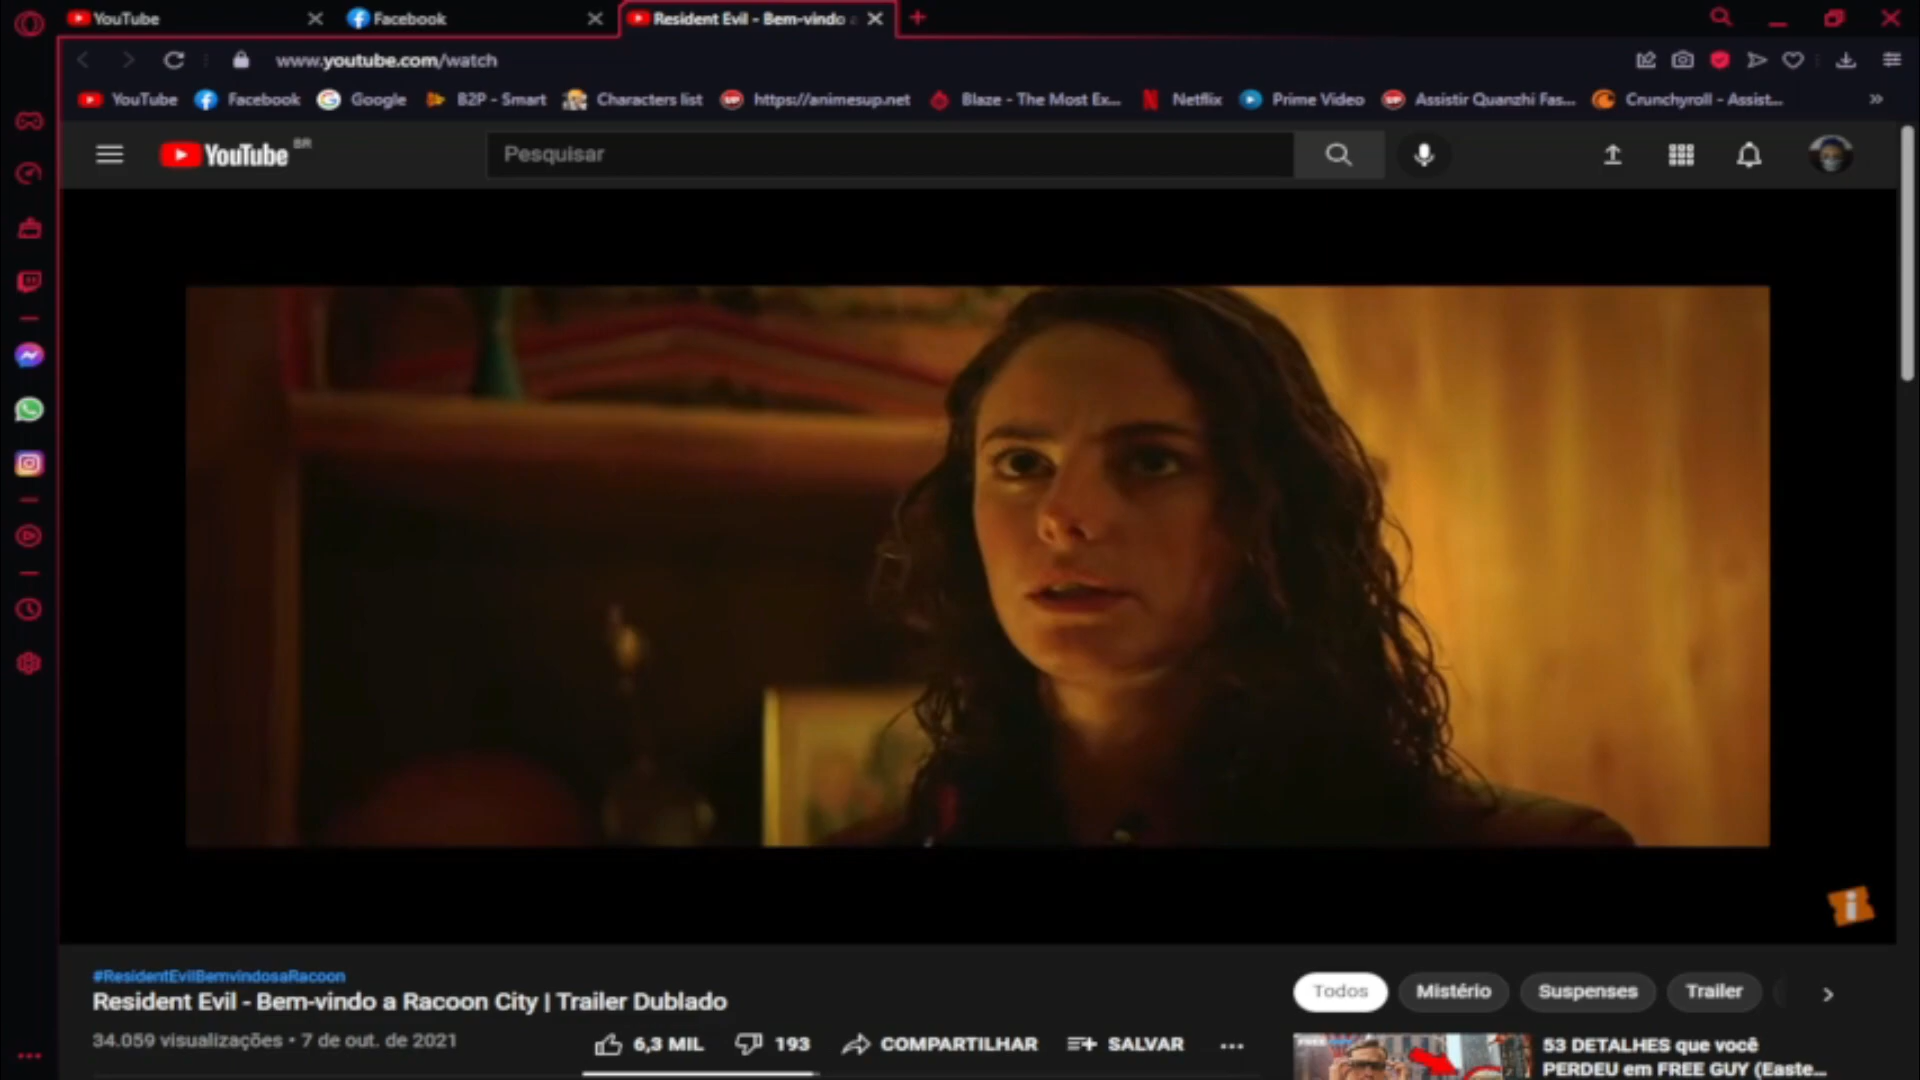 YouTube
Facebook
Resident Evil - Bem-vindo a
www.youtube.com/watch
YouTube
Facebook
Google
B2P - Smart
Characters list
https://animesup.net
Blaze - The Most Ex...
Netflix
Prime Video
Assistir Quanzhi Fas...
Crunchyroll - Assist...
YouTube BR
Pesquisar
#ResidentEvilBemvindosaRacoon
Resident Evil - Bem-vindo a Racoon City | Trailer Dublado
34.059 visualizações • 7 de out. de 2021
6,3 MIL
193
COMPARTILHAR
SALVAR
Todos
Mistério
Suspenses
Trailer
53 DETALHES que você
PERDEU em FREE GUY (Easte...